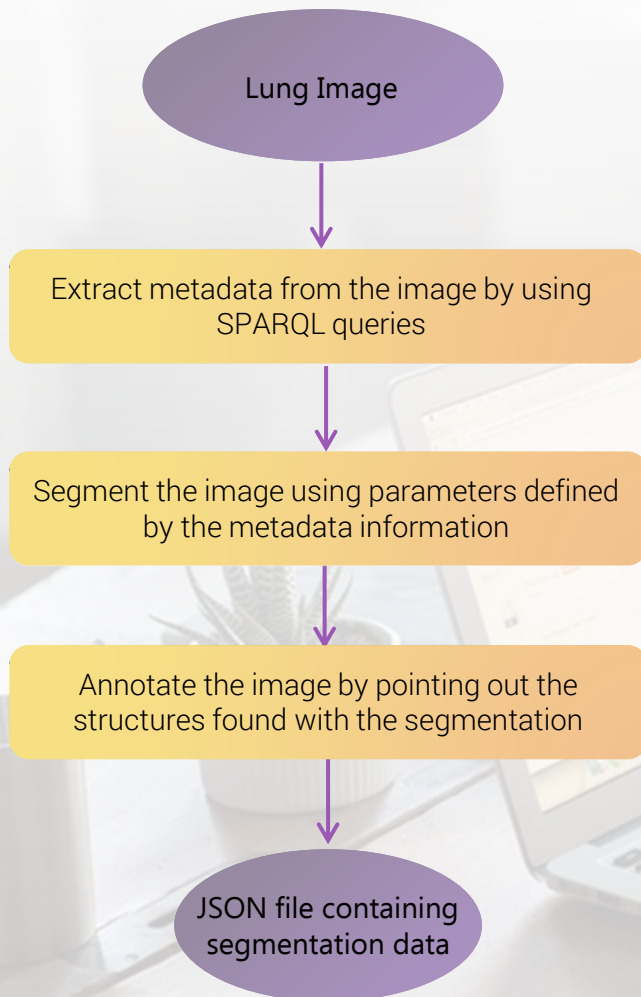 Lung Image
Extract metadata from the image by using
SPARQL queries
Segment the image using parameters defined
by the metadata information
Annotate the image by pointing out the
structures found with the segmentation
JSON file containing
segmentation data